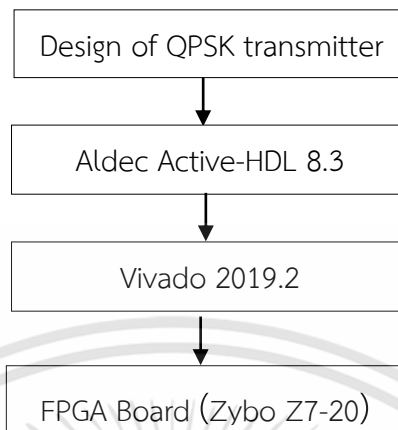 Design of QPSK transmitter
Aldec Active-HDL 8.3
Vivado 2019.2
FPGA Board (Zybo Z7-20)